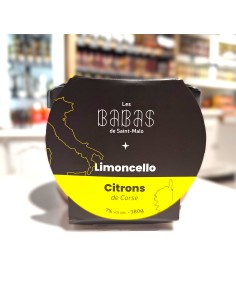 Les
BABAS
de Saint-Malo
Limoncello
Citrons
de Corse